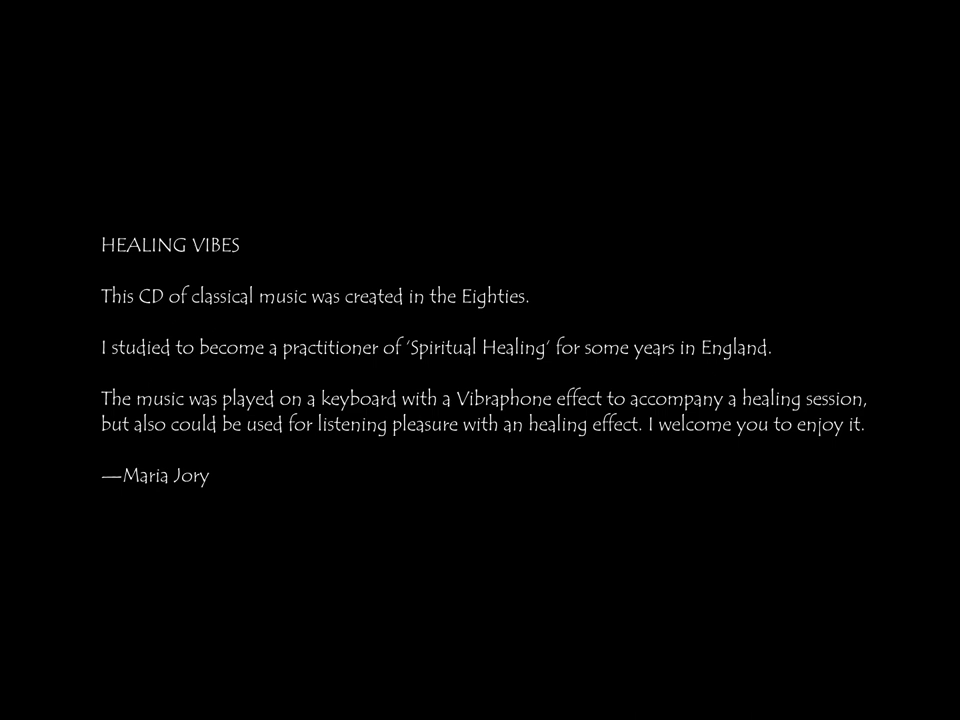 HEALING VIBES
This CD of classical music was created in the Eighties.
I studied to become a practitioner of ‘Spiritual Healing’ for some years in England.
The music was played on a keyboard with a Vibraphone effect to accompany a healing session,
but also could be used for listening pleasure with an healing effect. I welcome you to enjoy it.
—Maria Jory